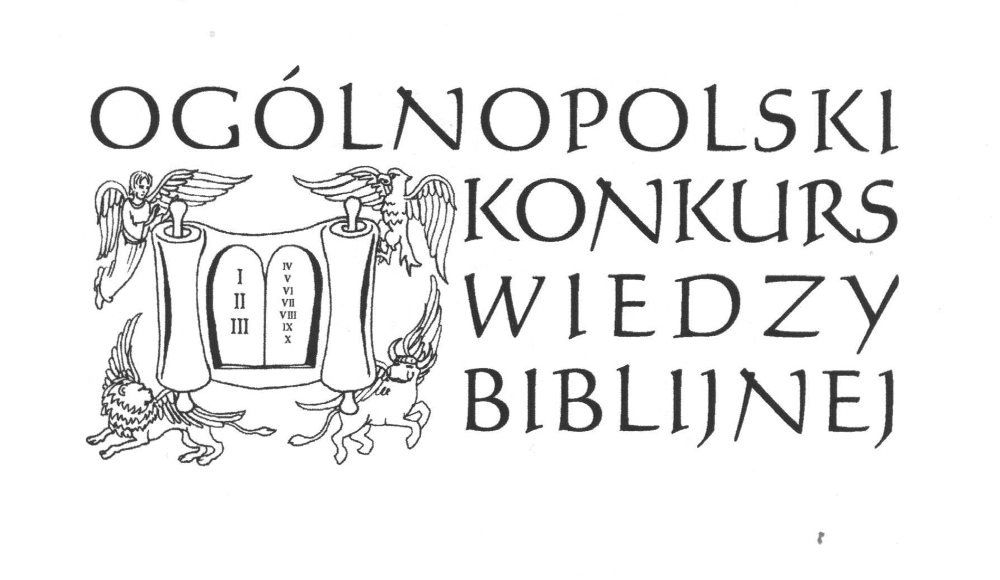 OGÓLNOPOLSKI
KONKURS
WIEDZY
BIBLIJNEJ
I
II
III
IV
V
VI
VII
VIII
IX
X